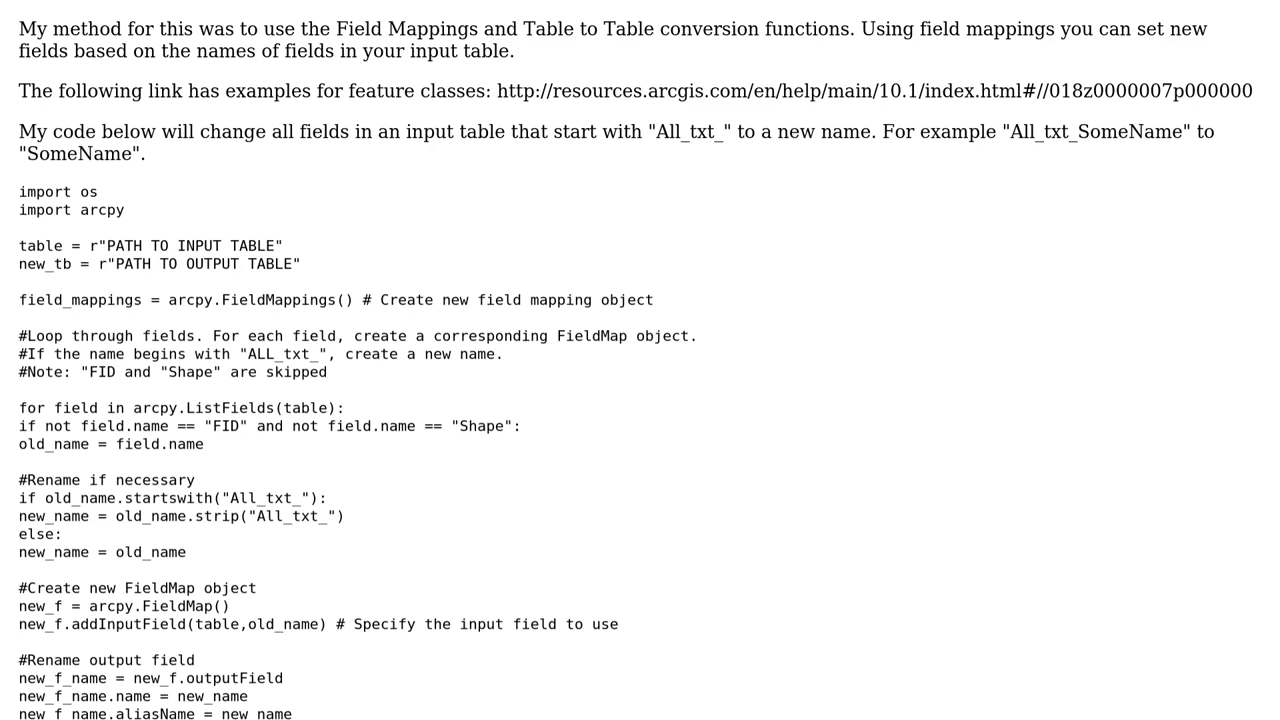 My method for this was to use the Field Mappings and Table to Table conversion functions. Using field mappings you can set new
fields based on the names of fields in your input table.
The following link has examples for feature classes: http://resources.arcgis.com/en/help/main/10.1/index.html#//018z0000007p000000
My code below will change all fields in an input table that start with "All_txt_" to a new name. For example "All_txt_SomeName" to
"SomeName".
import os
import arcpy
table = r"PATH TO INPUT TABLE"
new_tb = r"PATH TO OUTPUT TABLE"
field_mappings = arcpy.FieldMappings() # Create new field mapping object
#Loop through fields. For each field, create a corresponding FieldMap object.
#If the name begins with "ALL_txt_", create a new name.
#Note: "FID and "Shape" are skipped
for field in arcpy.ListFields(table):
if not field.name == "FID" and not field.name == "Shape":
old_name = field.name
#Rename if necessary
if old_name.startswith("All_txt_"):
new_name = old_name.strip("All_txt_")
else:
new_name = old_name
#Create new FieldMap object
new_f = arcpy.FieldMap()
new_f.addInputField(table,old_name) # Specify the input field to use
#Rename output field
new_f_name = new_f.outputField
new_f_name.name = new_name
new_f_name.aliasName = new_name